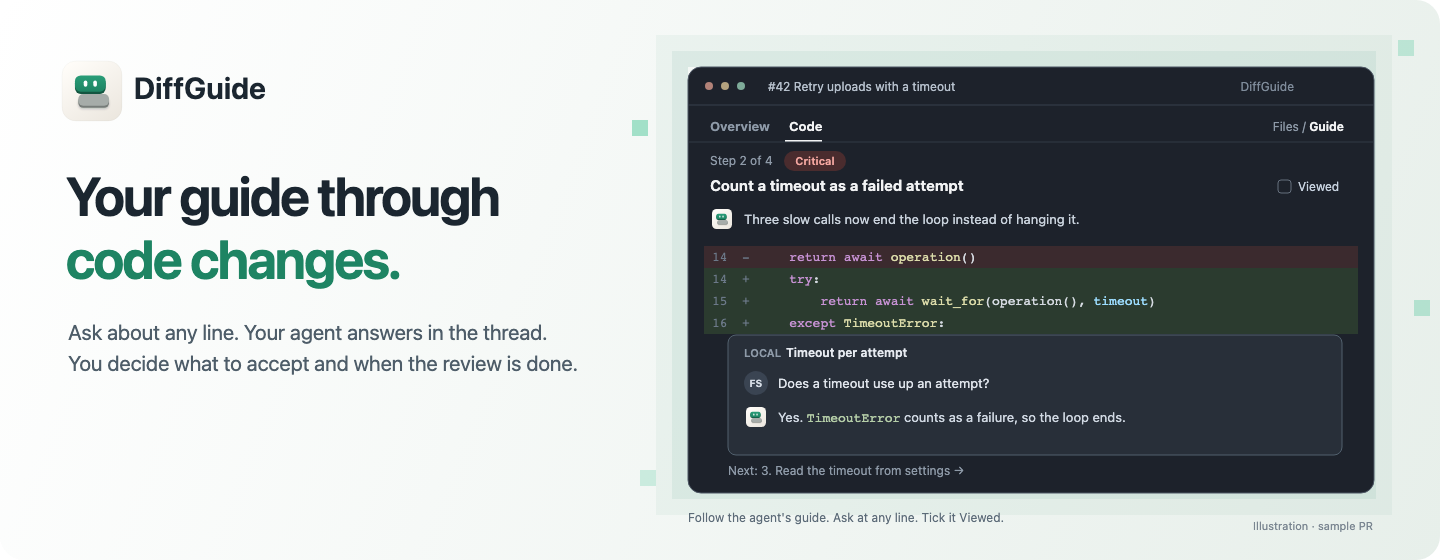 DiffGuide
Your guide through
code changes.
Ask about any line. Your agent answers in the thread.
You decide what to accept and when the review is done.
#42 Retry uploads with a timeout
DiffGuide
Overview Code
Files / Guide
Step 2 of 4 Critical
Count a timeout as a failed attempt
Viewed
Three slow calls now end the loop instead of hanging it.
14 − return await operation()
14 + try:
15 + return await wait_for(operation(), timeout)
16 + except TimeoutError:
LOCAL Timeout per attempt
FS Does a timeout use up an attempt?
Yes. TimeoutError counts as a failure, so the loop ends.
Next: 3. Read the timeout from settings →
Follow the agent's guide. Ask at any line. Tick it Viewed.
Illustration · sample PR